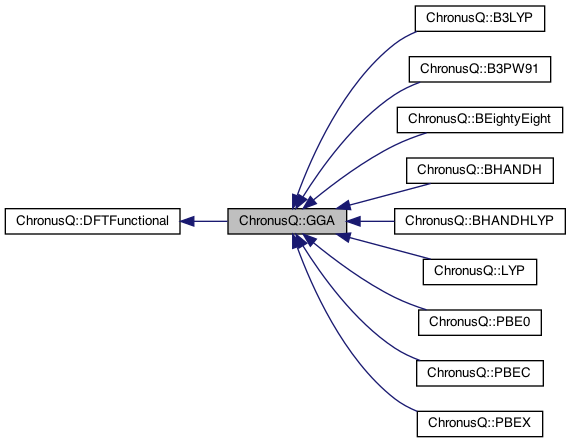 ChronusQ::B3LYP
ChronusQ::B3PW91
ChronusQ::BEightyEight
ChronusQ::BHANDH
ChronusQ::DFTFunctional
ChronusQ::GGA
ChronusQ::BHANDHLYP
ChronusQ::LYP
ChronusQ::PBE0
ChronusQ::PBEC
ChronusQ::PBEX